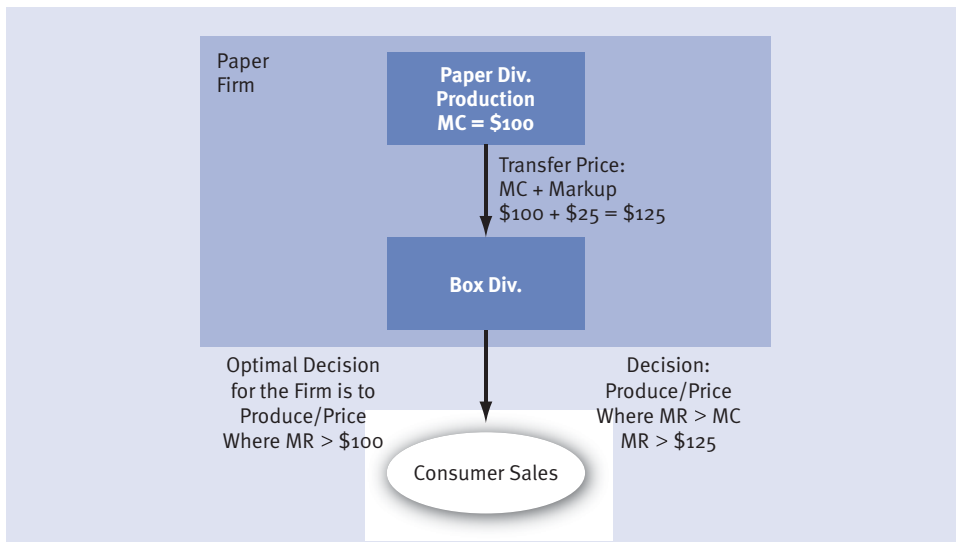 Paper
Firm
Paper Div.
Production
MC = $100
Transfer Price:
MC + Markup
$100 + $25 = $125
Box Div.
Optimal Decision
for the Firm is to
Produce/Price
Where MR > $100
Decision:
Produce/Price
Where MR > MC
MR > $125
Consumer Sales